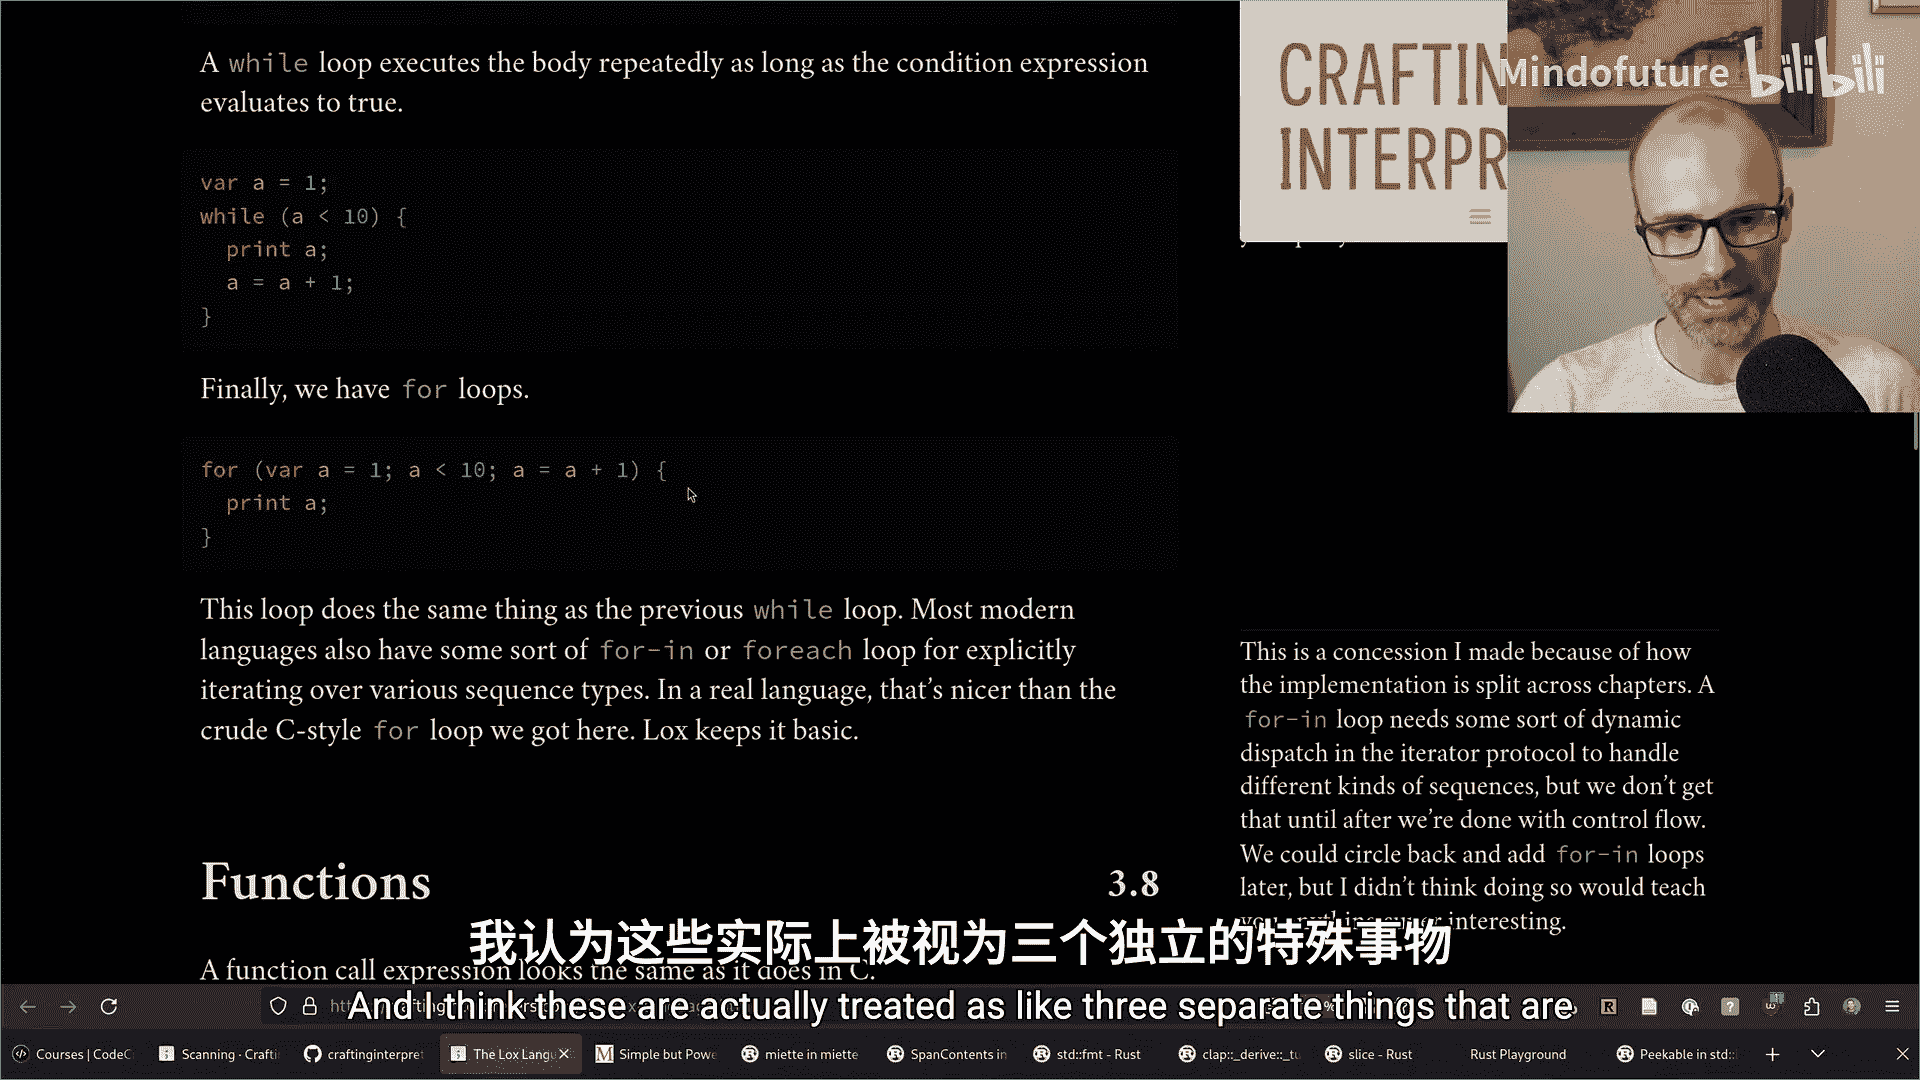 A while loop executes the body repeatedly as long as the condition expression
evaluates to true.
var a = 1;
while (a < 10) {
  print a;
  a = a + 1;
}
Finally, we have for loops.
for (var a = 1; a < 10; a = a + 1) {
  print a;
}
This loop does the same thing as the previous while loop. Most modern
languages also have some sort of for-in or foreach loop for explicitly
iterating over various sequence types. In a real language, that's nicer than the
crude C-style for loop we got here. Lox keeps it basic.
Functions 3.8
A function call expression looks the same as it does in C.
CRAFTIN
INTERPR
Mindofuture bilibili
This is a concession I made because of how
the implementation is split across chapters. A
for-in loop needs some sort of dynamic
dispatch in the iterator protocol to handle
different kinds of sequences, but we don't get
that until after we're done with control flow.
We could circle back and add for-in loops
later, but I didn't think doing so would teach
interesting.
我认为这些实际上被视为三个独立的特殊事物
And I think these are actually treated as like three separate things that are
Courses | CodeC
Scanning · Crafti
craftinginterpret
The Lox Langu
Simple but Powe
miette in miette
SpanContents in
std::fmt - Rust
clap::_derive::_tu
slice - Rust
Rust Playground
Peekable in std::